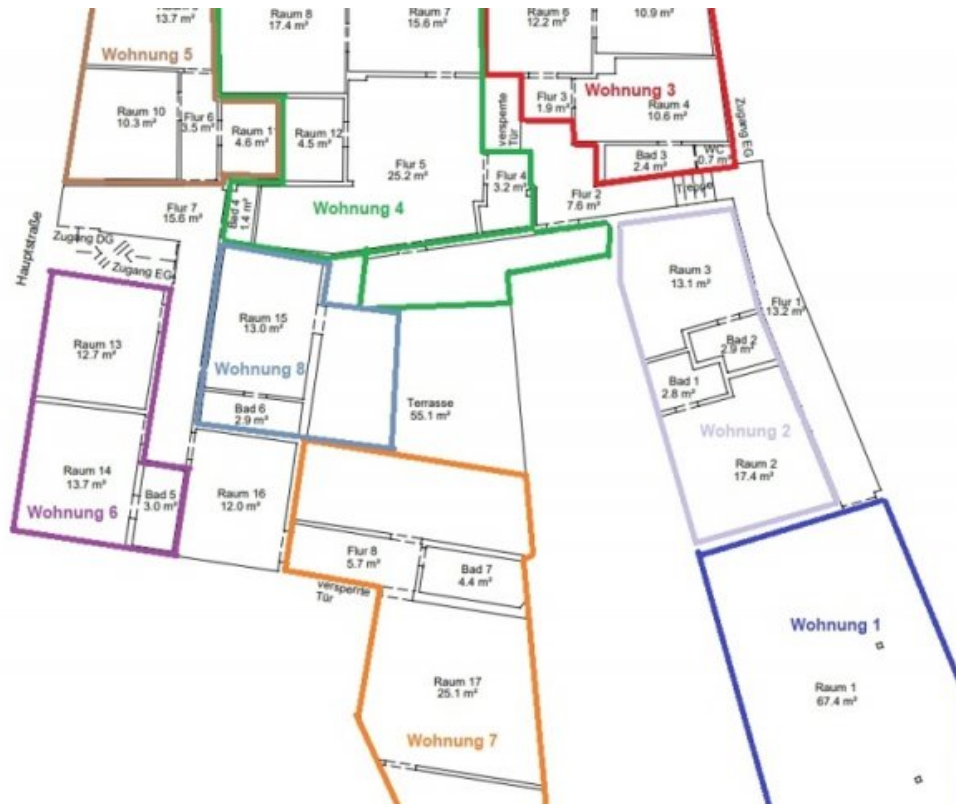 13.7 m²
Raum 8
17.4 m²
Raum 7
15.6 m²
Raum 6
12.2 m²
10.9 m²
Wohnung 5
Wohnung 3
Raum 10
10.3 m²
Flur 6
3.5 m²
Raum 11
4.6 m²
Raum 12
4.5 m²
versperrte
Tür
Flur 3
1.9 m²
Raum 4
10.6 m²
Zugang EG
Flur 5
25.2 m²
Flur 4
3.2 m²
Bad 3
2.4 m²
WC
0.7 m²
Treppe
Flur 2
7.6 m²
Flur 7
15.6 m²
Bad 4
1.4 m²
Wohnung 4
Hauptstraße
Zugang DG
Zugang EG
Raum 3
13.1 m²
Flur 1
13.2 m²
Raum 13
12.7 m²
Raum 15
13.0 m²
Wohnung 8
Bad 2
2.9 m²
Bad 1
2.8 m²
Bad 6
2.9 m²
Terrasse
55.1 m²
Wohnung 2
Raum 2
17.4 m²
Raum 14
13.7 m²
Wohnung 6
Bad 5
3.0 m²
Raum 16
12.0 m²
Flur 8
5.7 m²
Bad 7
4.4 m²
versperrte
Tür
Wohnung 1
Raum 1
67.4 m²
Raum 17
25.1 m²
Wohnung 7